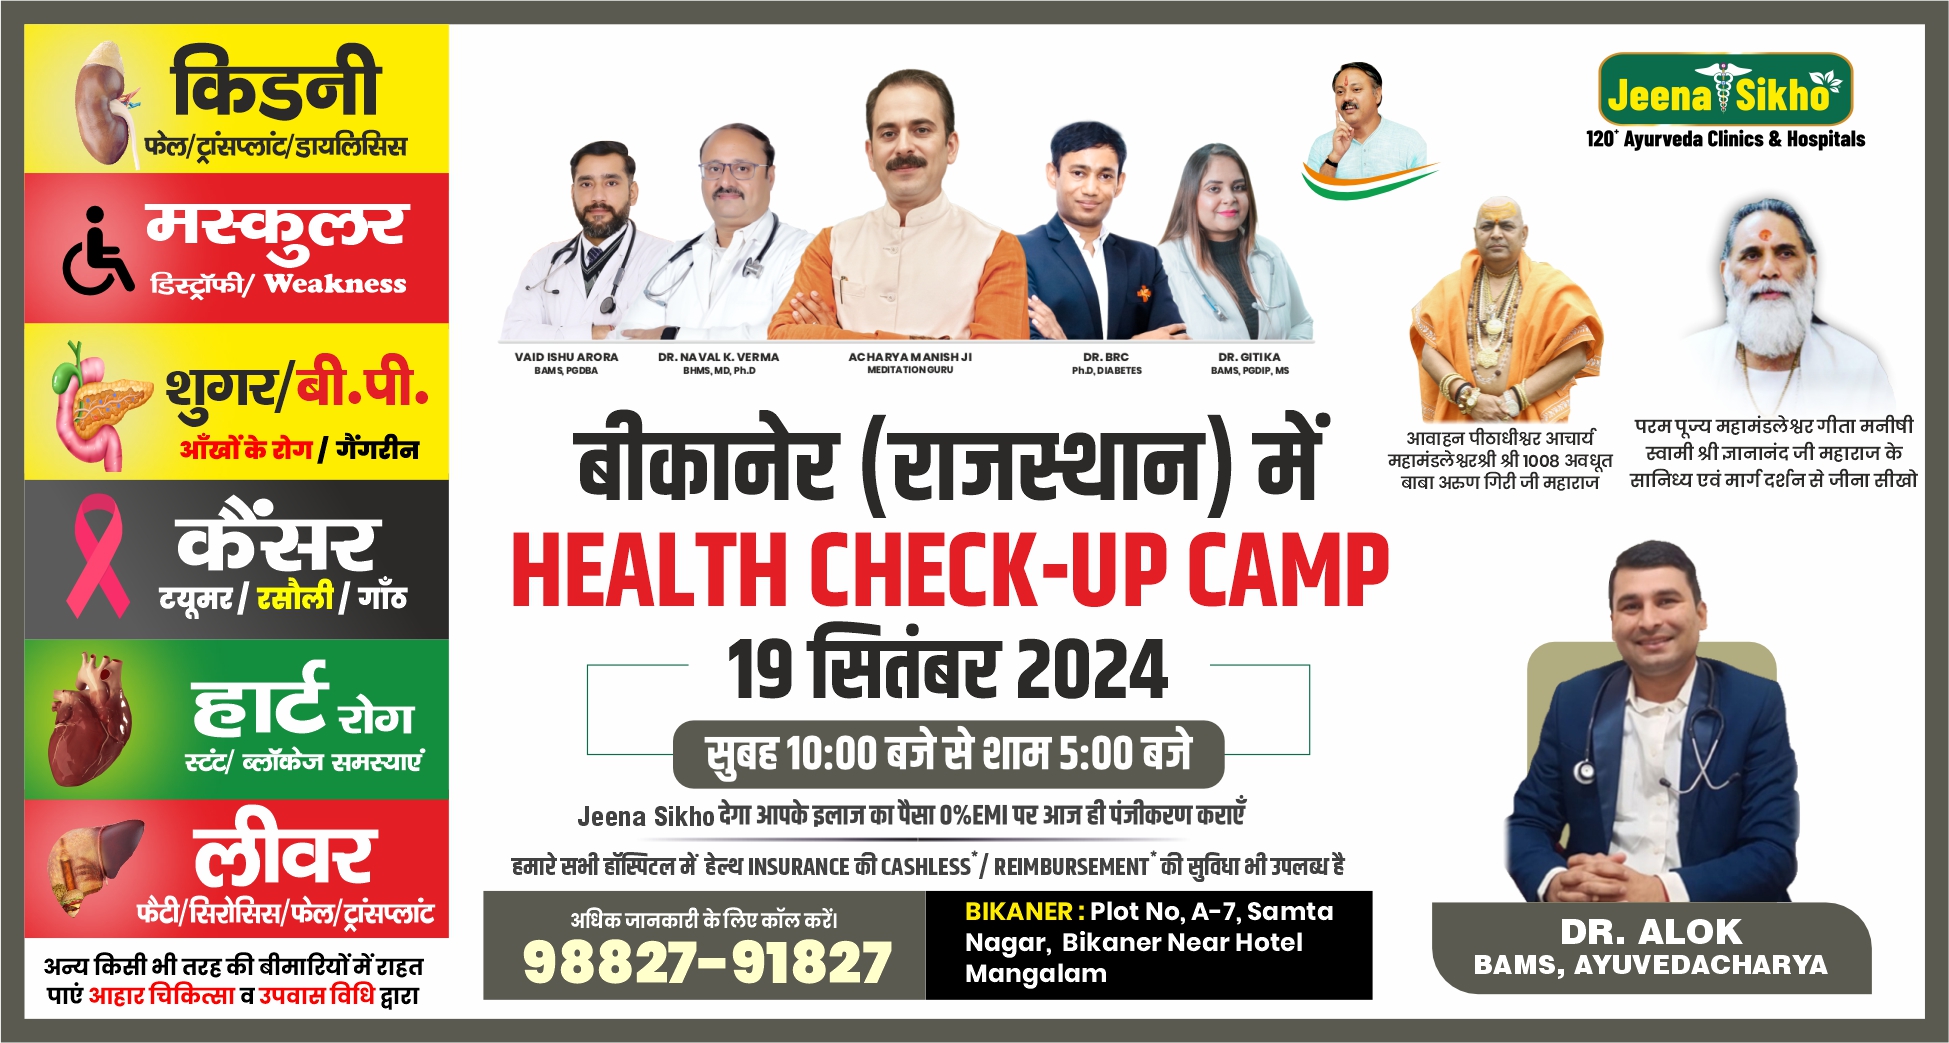 किडनी
फेल/ट्रांसप्लांट/डायलिसिस
मस्कुलर
डिस्ट्रॉफी/ Weakness
शुगर/बी.पी.
आँखों के रोग / गैंगरीन
कैंसर
टयूमर / रसौली / गाँठ
हार्ट रोग
स्टंट/ ब्लॉकेज समस्याएं
लीवर
फैटी/सिरोसिस/फेल/ट्रांसप्लांट
अन्य किसी भी तरह की बीमारियों में राहत
पाएं आहार चिकित्सा व उपवास विधि द्वारा
VAID ISHU ARORA
BAMS, PGDBA
DR. NAVAL K. VERMA
BHMS, MD, Ph.D
ACHARYA MANISH JI
MEDITATION GURU
DR. BRC
Ph.D, DIABETES
DR. GITIKA
BAMS, PGDIP, MS
Jeena Sikho
120+ Ayurveda Clinics & Hospitals
आवाहन पीठाधीश्वर आचार्य
महामंडलेश्वरश्री श्री 1008 अवधूत
बाबा अरुण गिरी जी महाराज
परम पूज्य महामंडलेश्वर गीता मनीषी
स्वामी श्री ज्ञानानंद जी महाराज के
सानिध्य एवं मार्ग दर्शन से जीना सीखो
बीकानेर (राजस्थान) में
HEALTH CHECK-UP CAMP
19 सितंबर 2024
सुबह 10:00 बजे से शाम 5:00 बजे
Jeena Sikho देगा आपके इलाज का पैसा 0%EMI पर आज ही पंजीकरण कराएँ
हमारे सभी हॉस्पिटल में हेल्थ INSURANCE की CASHLESS*/ REIMBURSEMENT* की सुविधा भी उपलब्ध है
अधिक जानकारी के लिए कॉल करें।
98827-91827
BIKANER : Plot No, A-7, Samta
Nagar, Bikaner Near Hotel
Mangalam
DR. ALOK
BAMS, AYUVEDACHARYA